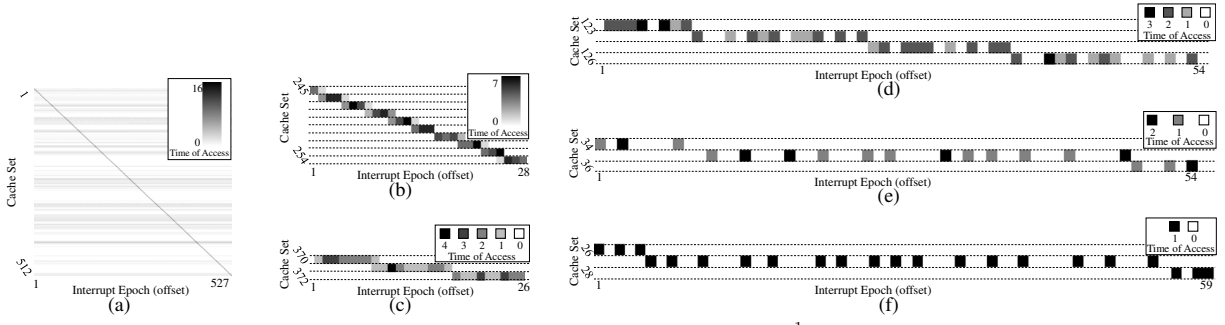 Cache Set
1
512
16
0
Time of Access
1
527
Interrupt Epoch (offset)
(a)
Cache Set
245
254
7
0
Time of Access
1
28
Interrupt Epoch (offset)
(b)
Cache Set
370
372
4 3 2 1 0
Time of Access
1
26
Interrupt Epoch (offset)
(c)
Cache Set
123
126
3 2 1 0
Time of Access
1
54
Interrupt Epoch (offset)
(d)
Cache Set
34
36
2 1 0
Time of Access
1
54
Interrupt Epoch (offset)
(e)
Cache Set
26
28
1 0
Time of Access
1
59
Interrupt Epoch (offset)
(f)
1